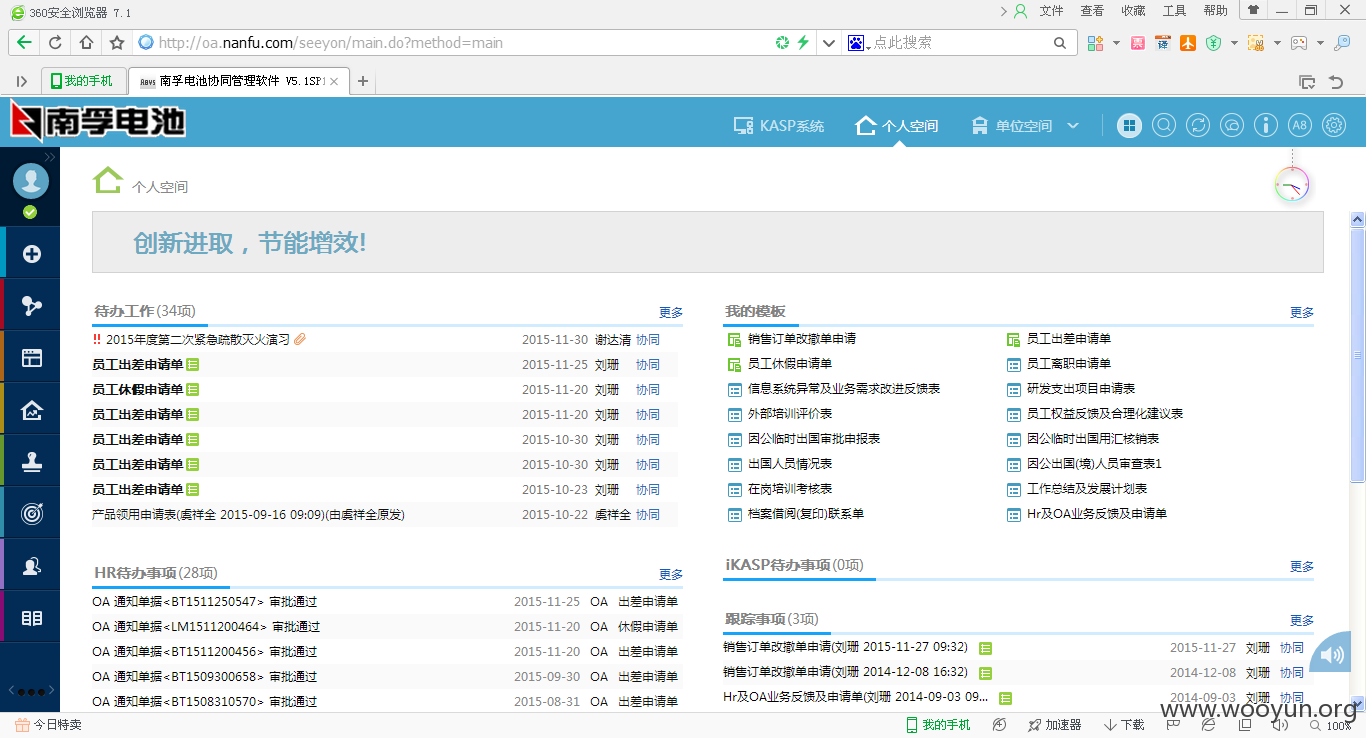 360安全浏览器 7.1
文件 查看 收藏 工具 帮助
http://oa.nanfu.com/seeyon/main.do?method=main
点此搜索
我的手机
Aavs 南孚电池协同管理软件 V5.1SP1
南孚电池
KASP系统 个人空间 单位空间
A8
个人空间
创新进取，节能增效!
待办工作(34项) 更多
!! 2015年度第二次紧急疏散灭火演习 2015-11-30 谢达清 协同
员工出差申请单 2015-11-25 刘珊 协同
员工休假申请单 2015-11-20 刘珊 协同
员工出差申请单 2015-11-20 刘珊 协同
员工出差申请单 2015-10-30 刘珊 协同
员工出差申请单 2015-10-30 刘珊 协同
员工出差申请单 2015-10-23 刘珊 协同
产品领用申请表(虞祥全 2015-09-16 09:09)(由虞祥全原发) 2015-10-22 虞祥全 协同
HR待办事项(28项) 更多
OA 通知单据<BT1511250547> 审批通过 2015-11-25 OA 出差申请单
OA 通知单据<LM1511200464> 审批通过 2015-11-20 OA 休假申请单
OA 通知单据<BT1511200456> 审批通过 2015-11-20 OA 出差申请单
OA 通知单据<BT1509300658> 审批通过 2015-09-30 OA 出差申请单
OA 通知单据<BT1508310570> 审批通过 2015-08-31 OA 出差申请单
我的模板 更多
销售订单改撤单申请 员工出差申请单
员工休假申请单 员工离职申请单
信息系统异常及业务需求改进反馈表 研发支出项目申请表
外部培训评价表 员工权益反馈及合理化建议表
因公临时出国审批申报表 因公临时出国用汇核销表
出国人员情况表 因公出国(境)人员审查表1
在岗培训考核表 工作总结及发展计划表
档案借阅(复印)联系单 Hr及OA业务反馈及申请单
iKASP待办事项(0项) 更多
跟踪事项(3项) 更多
销售订单改撤单申请(刘珊 2015-11-27 09:32) 2015-11-27 刘珊 协同
销售订单改撤单申请(刘珊 2014-12-08 16:32) 2014-12-08 刘珊 协同
Hr及OA业务反馈及申请单(刘珊 2014-09-03 09... 2014-09-03 刘珊 协同
www.wooyun.org
今日特卖 我的手机 加速器 下载 100%